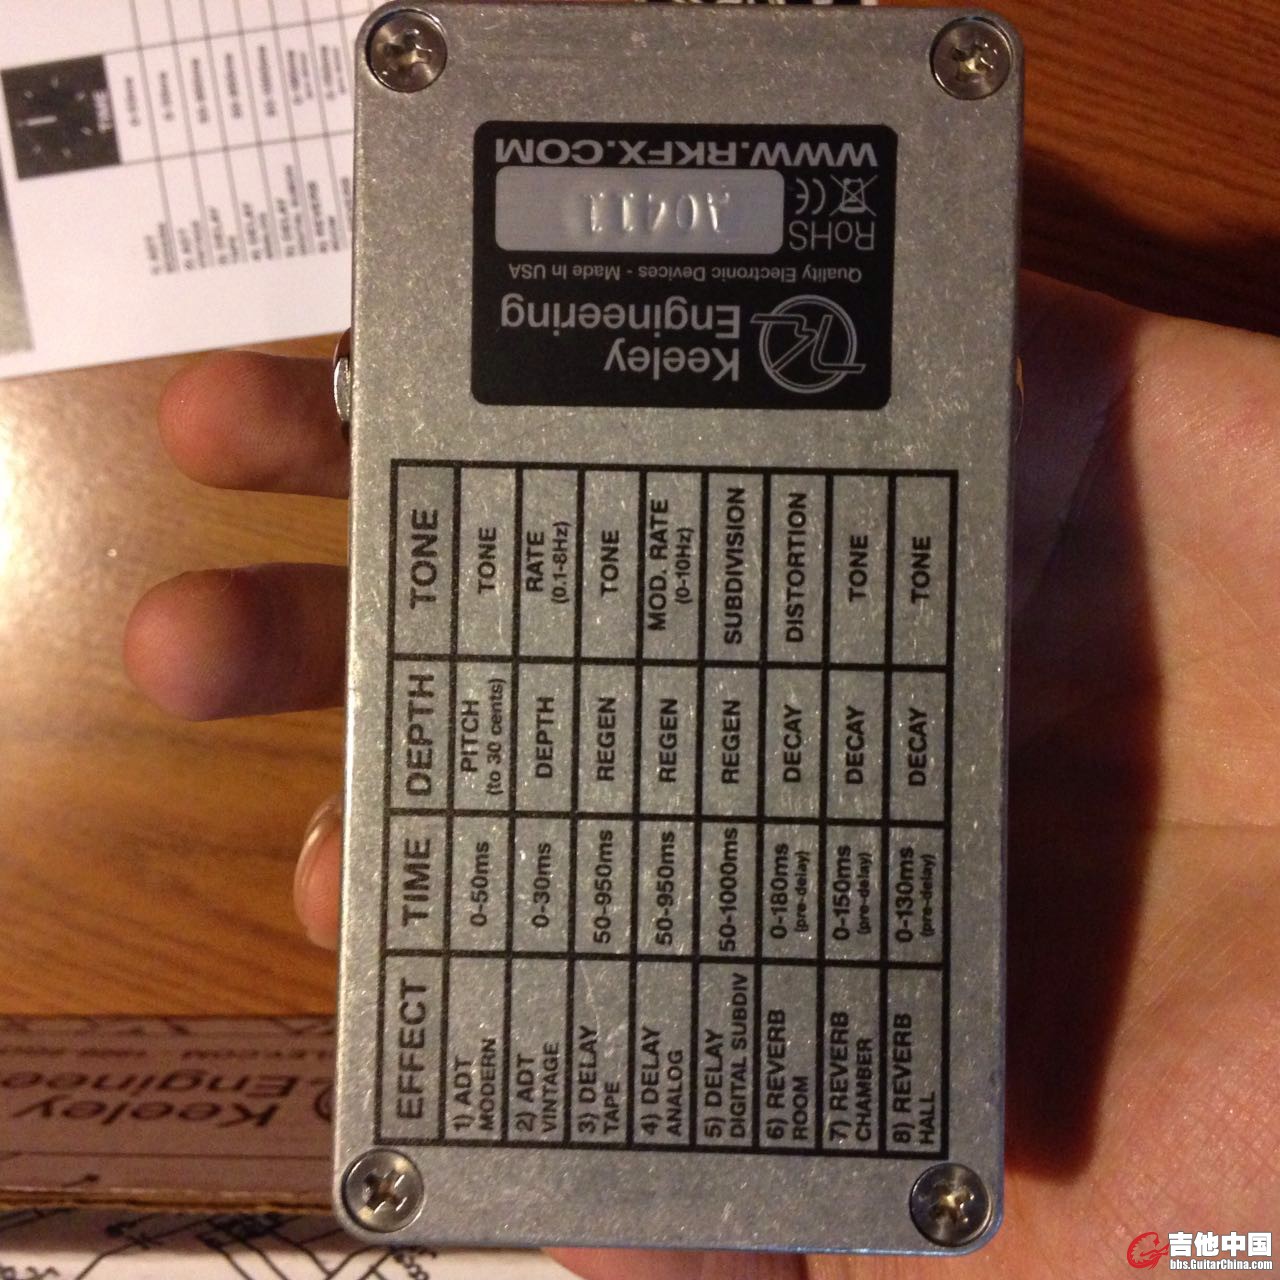 WWW.RKFX.COM
A0411
RoHS CE
Quality Electronic Devices - Made In USA
Keeley
Engineering
EFFECT TIME DEPTH TONE
1) ADT MODERN 0-50ms PITCH (to 30 cents) TONE
2) ADT VINTAGE 0-30ms DEPTH RATE (0.1-8Hz)
3) DELAY TAPE 50-950ms REGEN TONE
4) DELAY ANALOG 50-950ms REGEN MOD. RATE (0-10Hz)
5) DELAY DIGITAL SUBDIV 50-1000ms REGEN SUBDIVISION
6) REVERB ROOM 0-180ms (pre-delay) DECAY DISTORTION
7) REVERB CHAMBER 0-150ms (pre-delay) DECAY TONE
8) REVERB HALL 0-130ms (pre-delay) DECAY TONE
Keeley
Enginee
吉他中国
bbs.GuitarChina.com